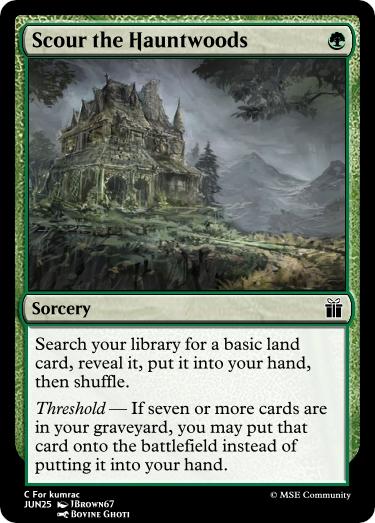 Scour the Hauntwoods
Sorcery
Search your library for a basic land
card, reveal it, put it into your hand,
then shuffle.
Threshold — If seven or more cards are
in your graveyard, you may put that
card onto the battlefield instead of
putting it into your hand.
C For kumrac
JUN25 JBrown67
Bovine Ghoti
© MSE Community